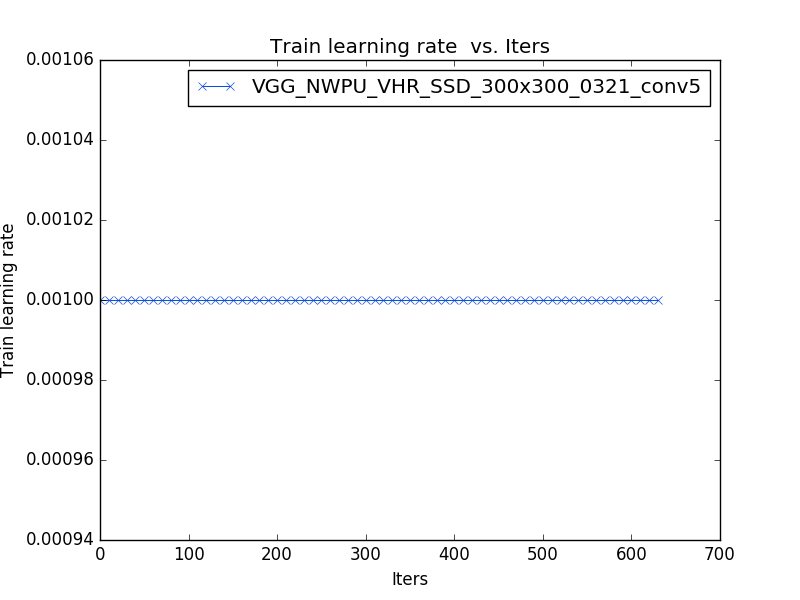 Train learning rate  vs. Iters
VGG_NWPU_VHR_SSD_300x300_0321_conv5
0.00106
0.00104
0.00102
0.00100
0.00098
0.00096
0.00094
Train learning rate
0 100 200 300 400 500 600 700
Iters